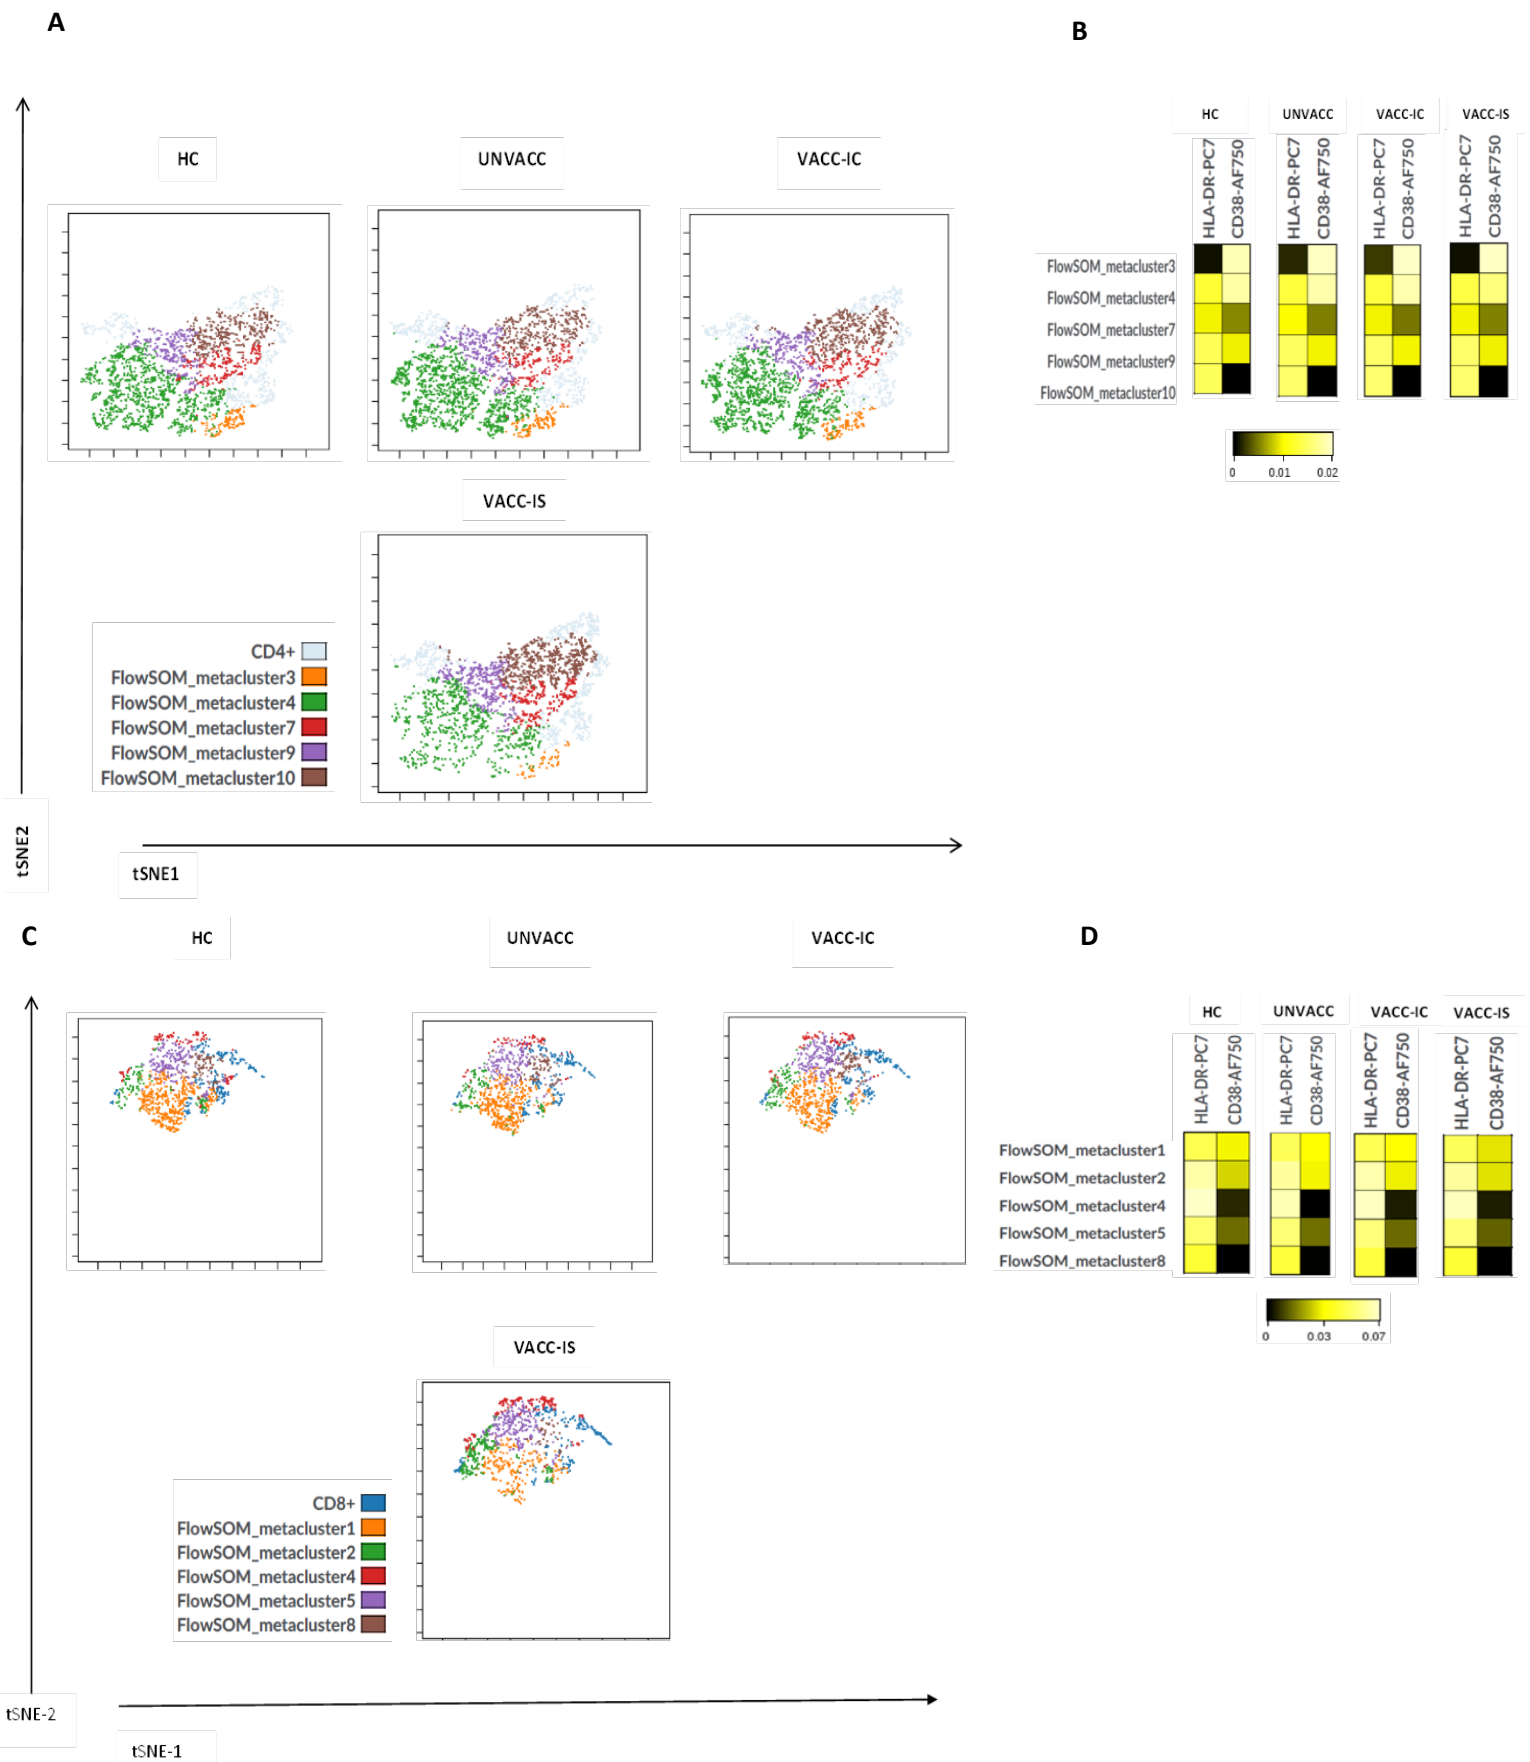 A
B
HC
UNVACC
VACC-IC
HC
UNVACC
VACC-IC
VACC-IS
HLA-DR-PC7
CD38-AF750
HLA-DR-PC7
CD38-AF750
HLA-DR-PC7
CD38-AF750
HLA-DR-PC7
CD38-AF750
FlowSOM_metacluster3
FlowSOM_metacluster4
FlowSOM_metacluster7
FlowSOM_metacluster9
FlowSOM_metacluster10
0 0.01 0.02
VACC-IS
CD4+
FlowSOM_metacluster3
FlowSOM_metacluster4
FlowSOM_metacluster7
FlowSOM_metacluster9
FlowSOM_metacluster10
tSNE2
tSNE1
C
D
HC
UNVACC
VACC-IC
HC
UNVACC
VACC-IC
VACC-IS
HLA-DR-PC7
CD38-AF750
HLA-DR-PC7
CD38-AF750
HLA-DR-PC7
CD38-AF750
HLA-DR-PC7
CD38-AF750
FlowSOM_metacluster1
FlowSOM_metacluster2
FlowSOM_metacluster4
FlowSOM_metacluster5
FlowSOM_metacluster8
0 0.03 0.07
VACC-IS
CD8+
FlowSOM_metacluster1
FlowSOM_metacluster2
FlowSOM_metacluster4
FlowSOM_metacluster5
FlowSOM_metacluster8
tSNE-2
tSNE-1